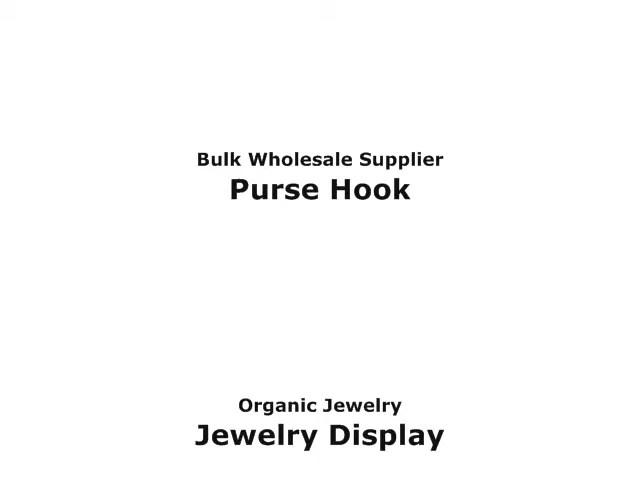 Bulk Wholesale Supplier
Purse Hook
Organic Jewelry
Jewelry Display